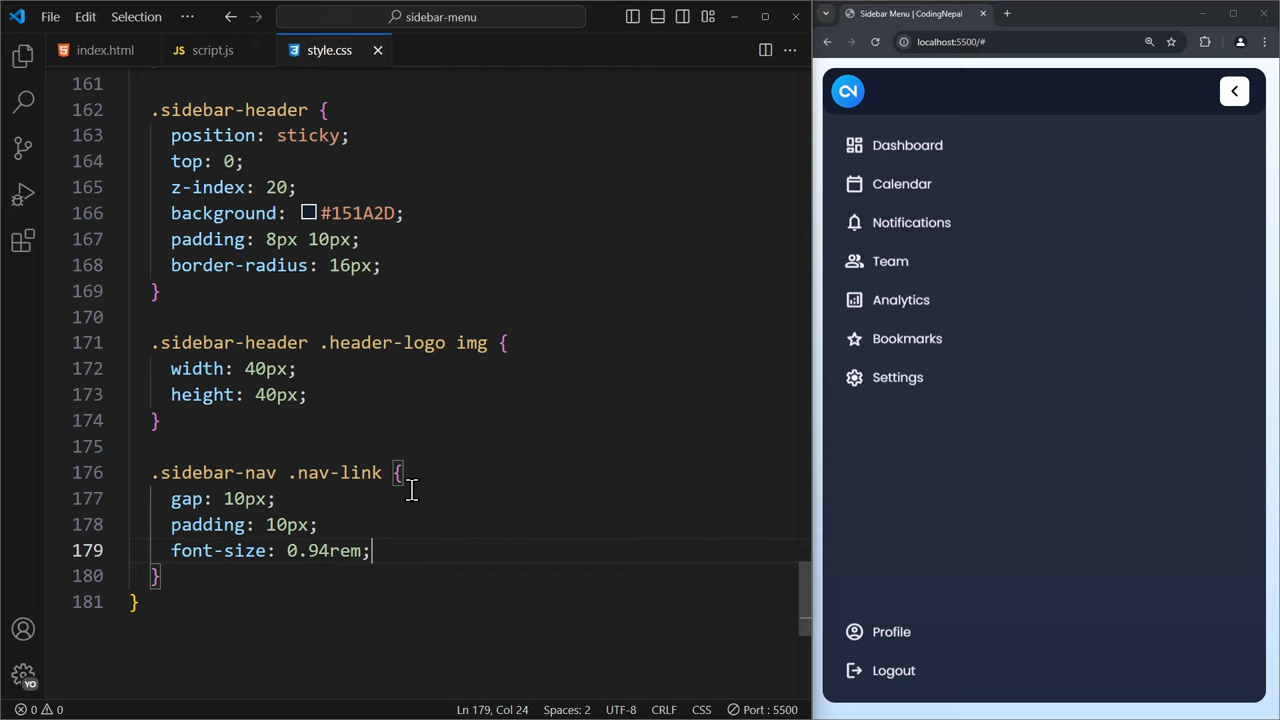 File Edit Selection ··· sidebar-menu
index.html script.js style.css
161
162 .sidebar-header {
163 position: sticky;
164 top: 0;
165 z-index: 20;
166 background: #151A2D;
167 padding: 8px 10px;
168 border-radius: 16px;
169 }
170
171 .sidebar-header .header-logo img {
172 width: 40px;
173 height: 40px;
174 }
175
176 .sidebar-nav .nav-link {
177 gap: 10px;
178 padding: 10px;
179 font-size: 0.94rem;
180 }
181 }
YO
0 0 Ln 179, Col 24 Spaces: 2 UTF-8 CRLF CSS Port : 5500
Sidebar Menu | CodingNepal
localhost:5500/#
Dashboard
Calendar
Notifications
Team
Analytics
Bookmarks
Settings
Profile
Logout